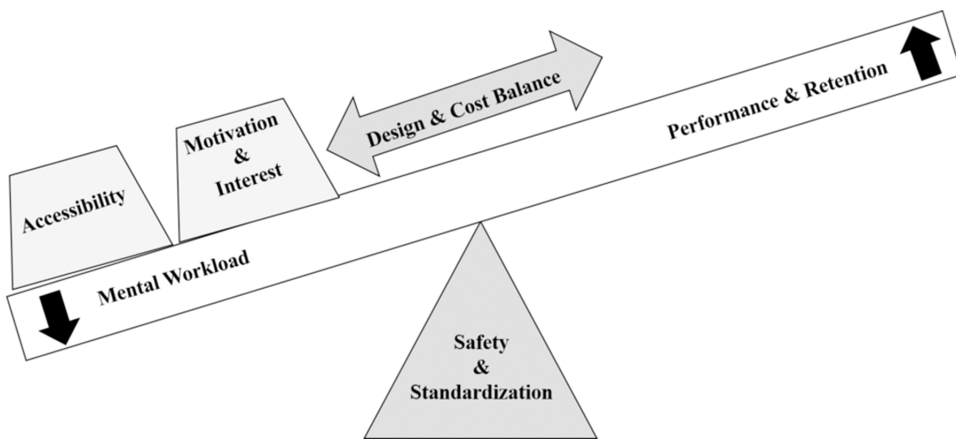 Accessibility
Motivation
&
Interest
Design & Cost Balance
Performance & Retention
Mental Workload
Safety
&
Standardization